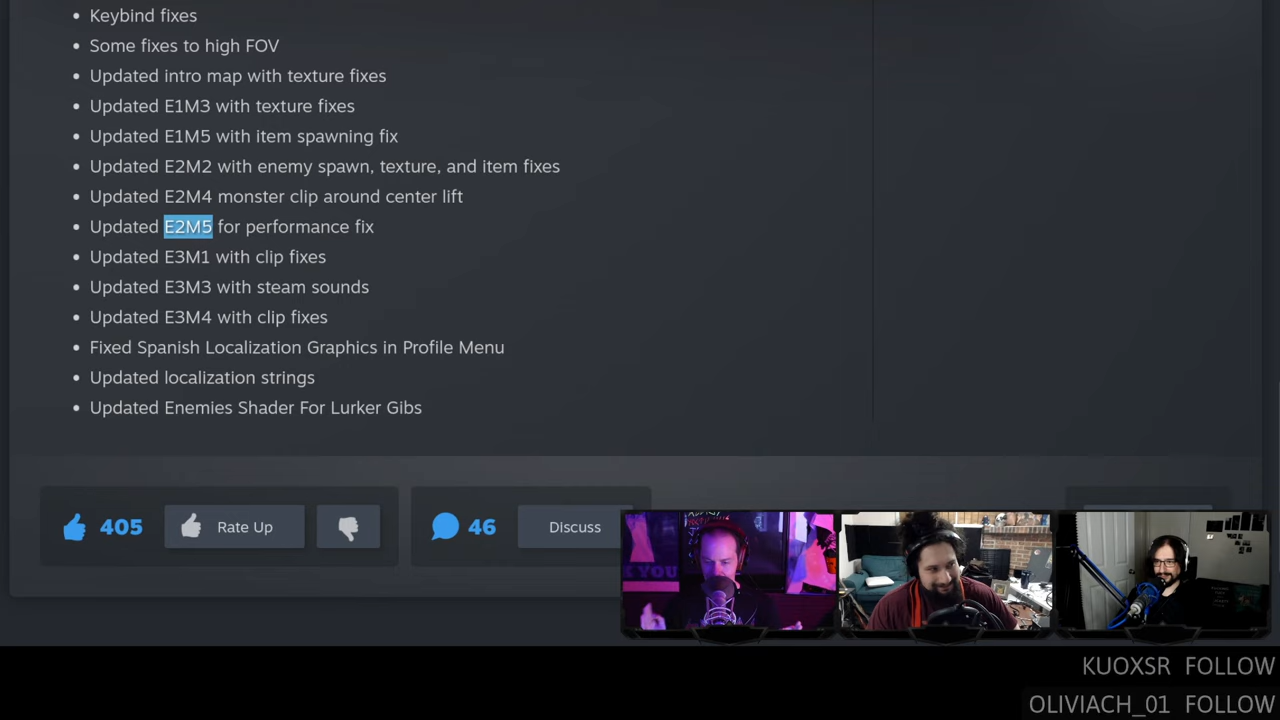 Keybind fixes
Some fixes to high FOV
Updated intro map with texture fixes
Updated E1M3 with texture fixes
Updated E1M5 with item spawning fix
Updated E2M2 with enemy spawn, texture, and item fixes
Updated E2M4 monster clip around center lift
Updated E2M5 for performance fix
Updated E3M1 with clip fixes
Updated E3M3 with steam sounds
Updated E3M4 with clip fixes
Fixed Spanish Localization Graphics in Profile Menu
Updated localization strings
Updated Enemies Shader For Lurker Gibs
405 Rate Up 46 Discuss
K YOU
KUOXSR FOLLOW
OLIVIACH_01 FOLLOW